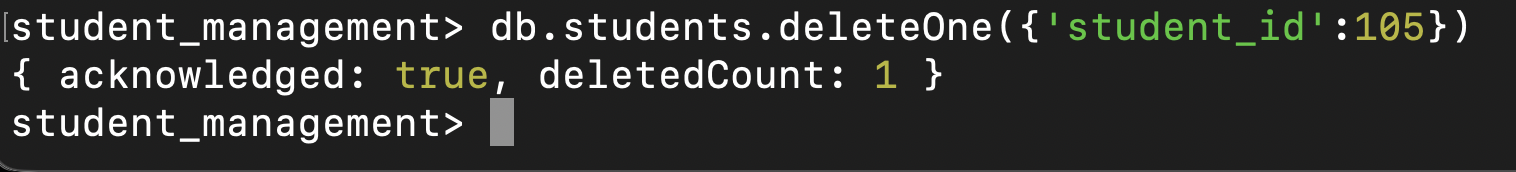 student_management> db.students.deleteOne({'student_id':105})
{ acknowledged: true, deletedCount: 1 }
student_management>